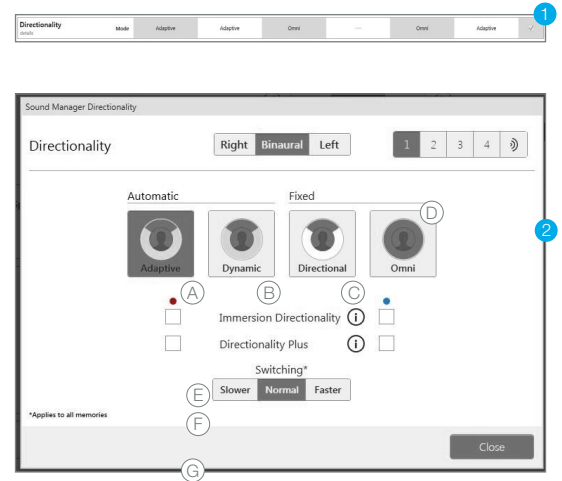 1
Directionality Mode Adaptive Adaptive Omni --- Omni Adaptive
details
Sound Manager Directionality
Directionality Right Binaural Left 1 2 3 4
Automatic Fixed
D
2
Adaptive Dynamic Directional Omni
A B C
Immersion Directionality i
Directionality Plus i
Switching*
E Slower Normal Faster
*Applies to all memories
F
Close
G